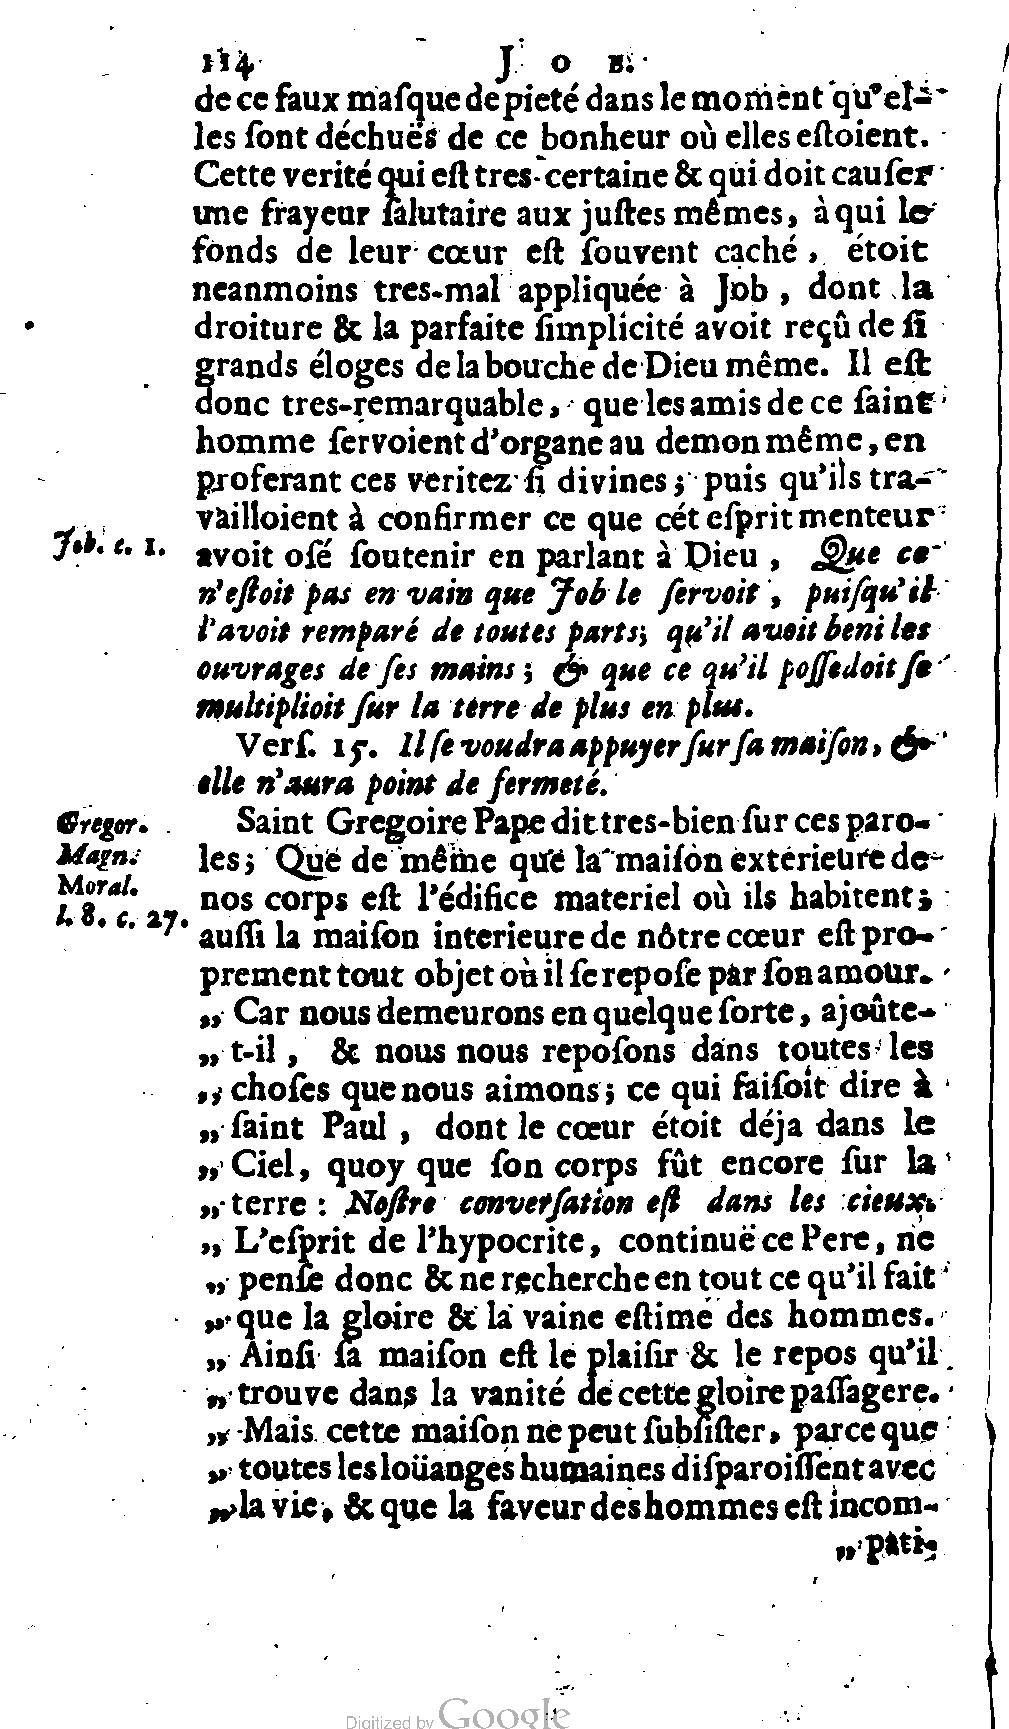 114 J O B.
de ce faux maſque de pieté dans le moment qu'el-
les ſont déchuës de ce bonheur où elles eſtoient.
Cette verité qui eſt tres-certaine & qui doit cauſer
une frayeur ſalutaire aux juſtes mêmes, à qui le
fonds de leur cœur eſt ſouvent caché, étoit
neanmoins tres-mal appliquée à Job, dont la
droiture & la parfaite ſimplicité avoit reçû de ſi
grands éloges de la bouche de Dieu même. Il eſt
donc tres-remarquable, que les amis de ce ſaint
homme ſervoient d'organe au demon même, en
proferant ces veritez ſi divines; puis qu'ils tra-
vailloient à confirmer ce que cét eſprit menteur
Job. c. 1.
avoit oſé ſoutenir en parlant à Dieu, Que ce
n'eſtoit pas en vain que Job le ſervoit, puiſqu'il
l'avoit remparé de toutes parts; qu'il avoit beni les
ouvrages de ſes mains; & que ce qu'il poſſedoit ſe
multiplioit ſur la terre de plus en plus.
Verſ. 15. Il ſe voudra appuyer ſur ſa maiſon, &
elle n'aura point de fermeté.
Gregor.
Magn.
Moral.
l. 8. c. 27.
Saint Gregoire Pape dit tres-bien ſur ces paro-
les; Que de même que la maiſon exterieure de
nos corps eſt l'édifice materiel où ils habitent;
auſſi la maiſon interieure de nôtre cœur eſt pro-
prement tout objet où il ſe repoſe par ſon amour.
„ Car nous demeurons en quelque ſorte, ajoûte-
„ t-il, & nous nous repoſons dans toutes les
„ choſes que nous aimons; ce qui faiſoit dire à
„ ſaint Paul, dont le cœur étoit déja dans le
„ Ciel, quoy que ſon corps fût encore ſur la
„ terre: Noſtre converſation eſt dans les cieux.
„ L'eſprit de l'hypocrite, continuë ce Pere, ne
„ penſe donc & ne recherche en tout ce qu'il fait
„ que la gloire & la vaine eſtime des hommes.
„ Ainſi ſa maiſon eſt le plaiſir & le repos qu'il
„ trouve dans la vanité de cette gloire paſſagere.
„ Mais cette maiſon ne peut ſubſiſter, parce que
„ toutes les loüanges humaines diſparoiſſent avec
„ la vie, & que la faveur des hommes eſt incom-
„ pati-
Digitized by Google